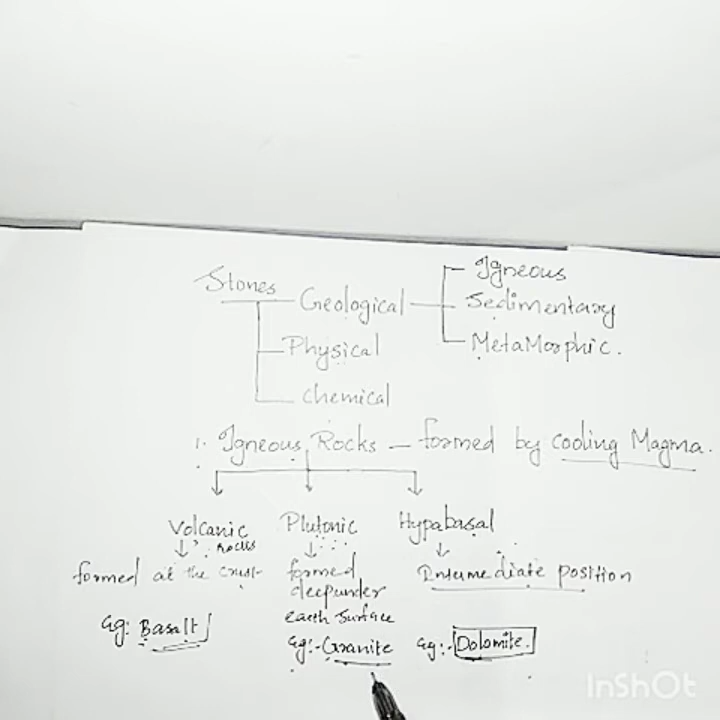 Stones
Geological
Igneous
Sedimentary
MetaMorphic.
Physical
chemical
1. Igneous Rocks – formed by cooling Magma.
Volcanic rocks
Plutonic
Hypabasal
formed at the crust
formed deepunder earth surface
Intermediate position
Eg: Basalt
Eg:- Granite
Eg:- Dolomite.
InShOt